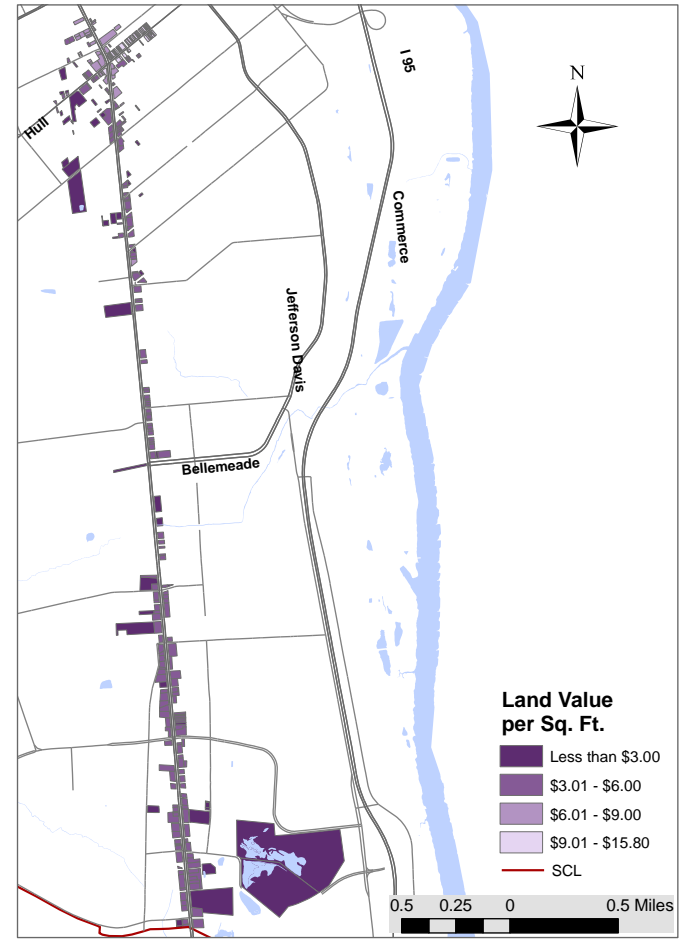 I 95
N
Hull
Commerce
Jefferson Davis
Bellemeade
Land Value
per Sq. Ft.
Less than $3.00
$3.01 - $6.00
$6.01 - $9.00
$9.01 - $15.80
SCL
0.5 0.25 0 0.5 Miles